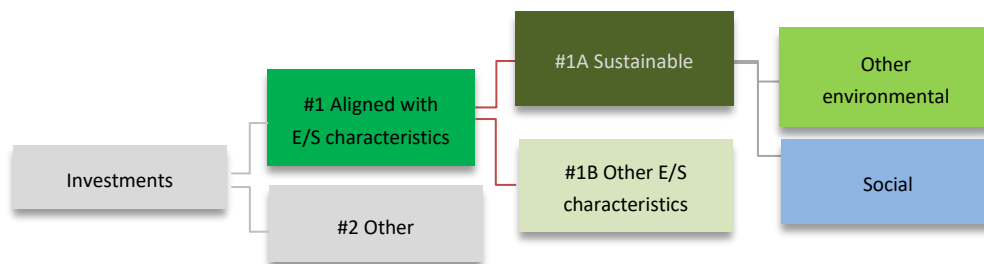 Investments
#1 Aligned with
E/S characteristics
#2 Other
#1A Sustainable
#1B Other E/S
characteristics
Other
environmental
Social